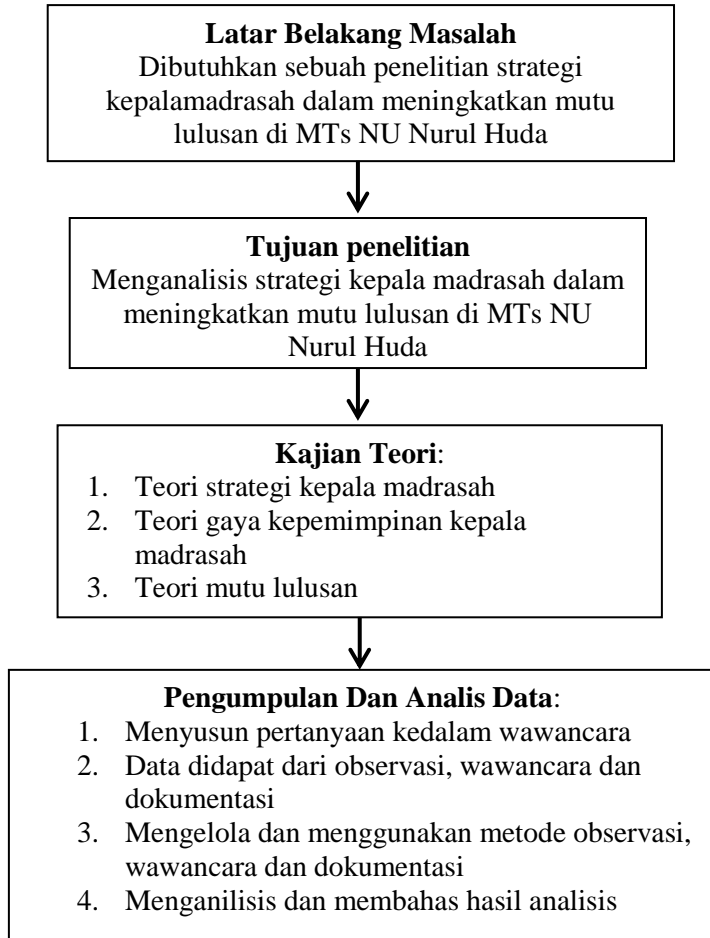 Latar Belakang Masalah
Dibutuhkan sebuah penelitian strategi
kepalamadrasah dalam meningkatkan mutu
lulusan di MTs NU Nurul Huda
Tujuan penelitian
Menganalisis strategi kepala madrasah dalam
meningkatkan mutu lulusan di MTs NU
Nurul Huda
Kajian Teori:
1. Teori strategi kepala madrasah
2. Teori gaya kepemimpinan kepala
madrasah
3. Teori mutu lulusan
Pengumpulan Dan Analis Data:
1. Menyusun pertanyaan kedalam wawancara
2. Data didapat dari observasi, wawancara dan
dokumentasi
3. Mengelola dan menggunakan metode observasi,
wawancara dan dokumentasi
4. Menganilisis dan membahas hasil analisis